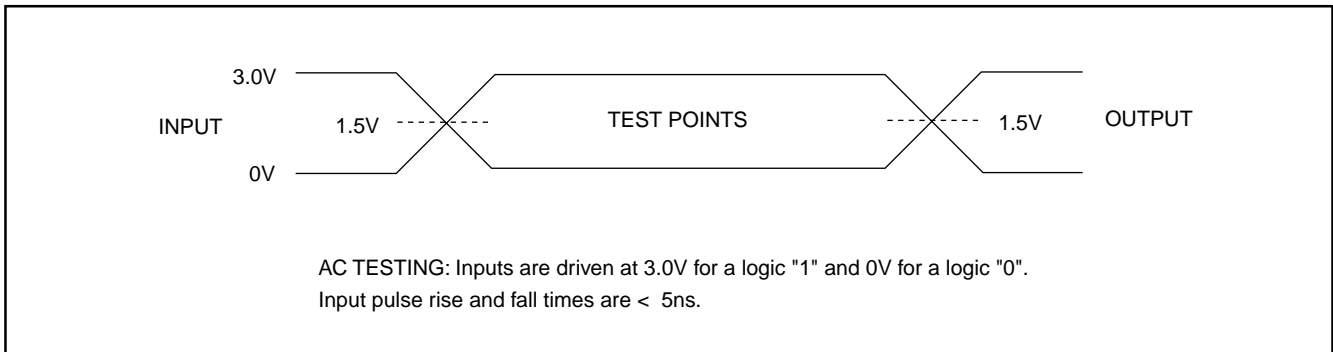 3.0V
INPUT 1.5V TEST POINTS 1.5V OUTPUT
0V
AC TESTING: Inputs are driven at 3.0V for a logic "1" and 0V for a logic "0".
Input pulse rise and fall times are < 5ns.